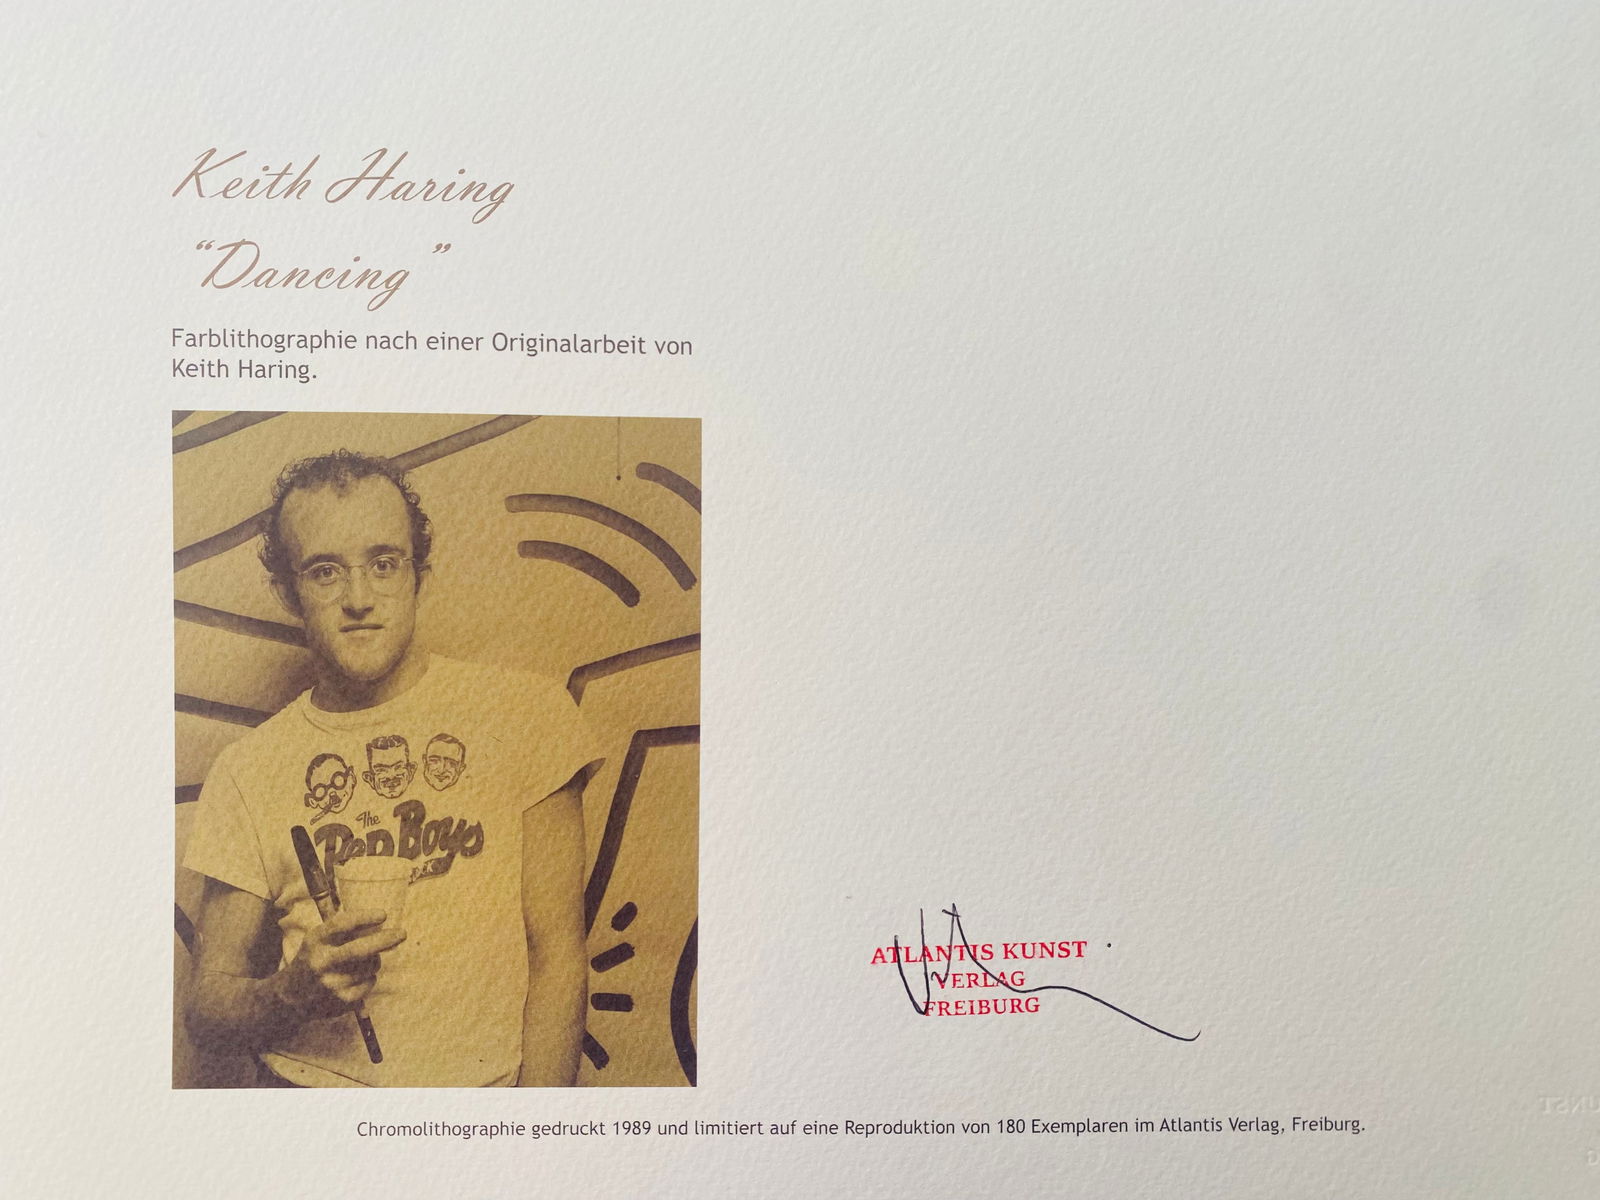 Keith Haring
“Dancing”
Farblithographie nach einer Originalarbeit von
Keith Haring.
The
Pep Boys
ATLANTIS KUNST
VERLAG
FREIBURG
Chromolithographie gedruckt 1989 und limitiert auf eine Reproduktion von 180 Exemplaren im Atlantis Verlag, Freiburg.